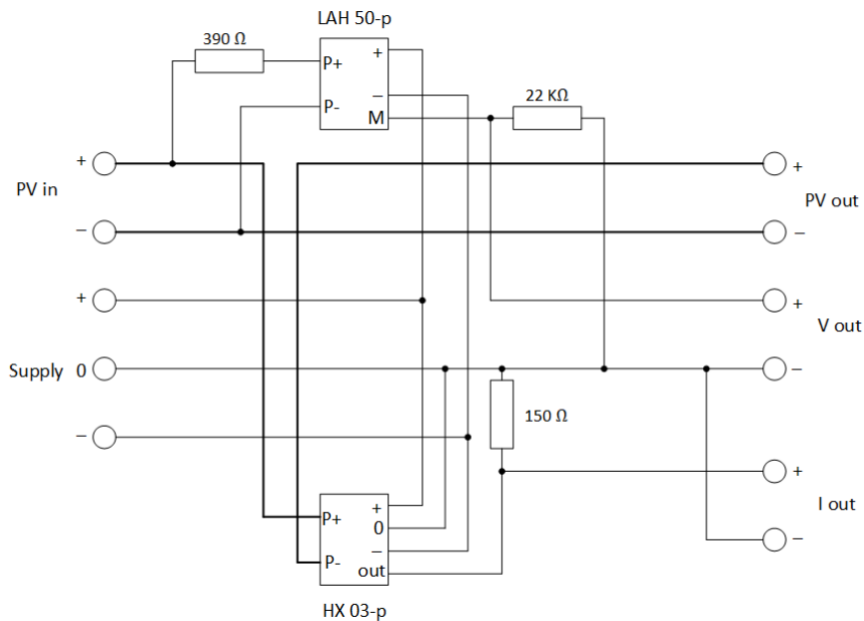 LAH 50-p
390 Ω
+
P+
−
P-
M
22 KΩ
+
+
PV in
PV out
−
−
+
+
V out
Supply 0
−
150 Ω
−
+
I out
+
P+
0
−
−
P-
out
HX 03-p